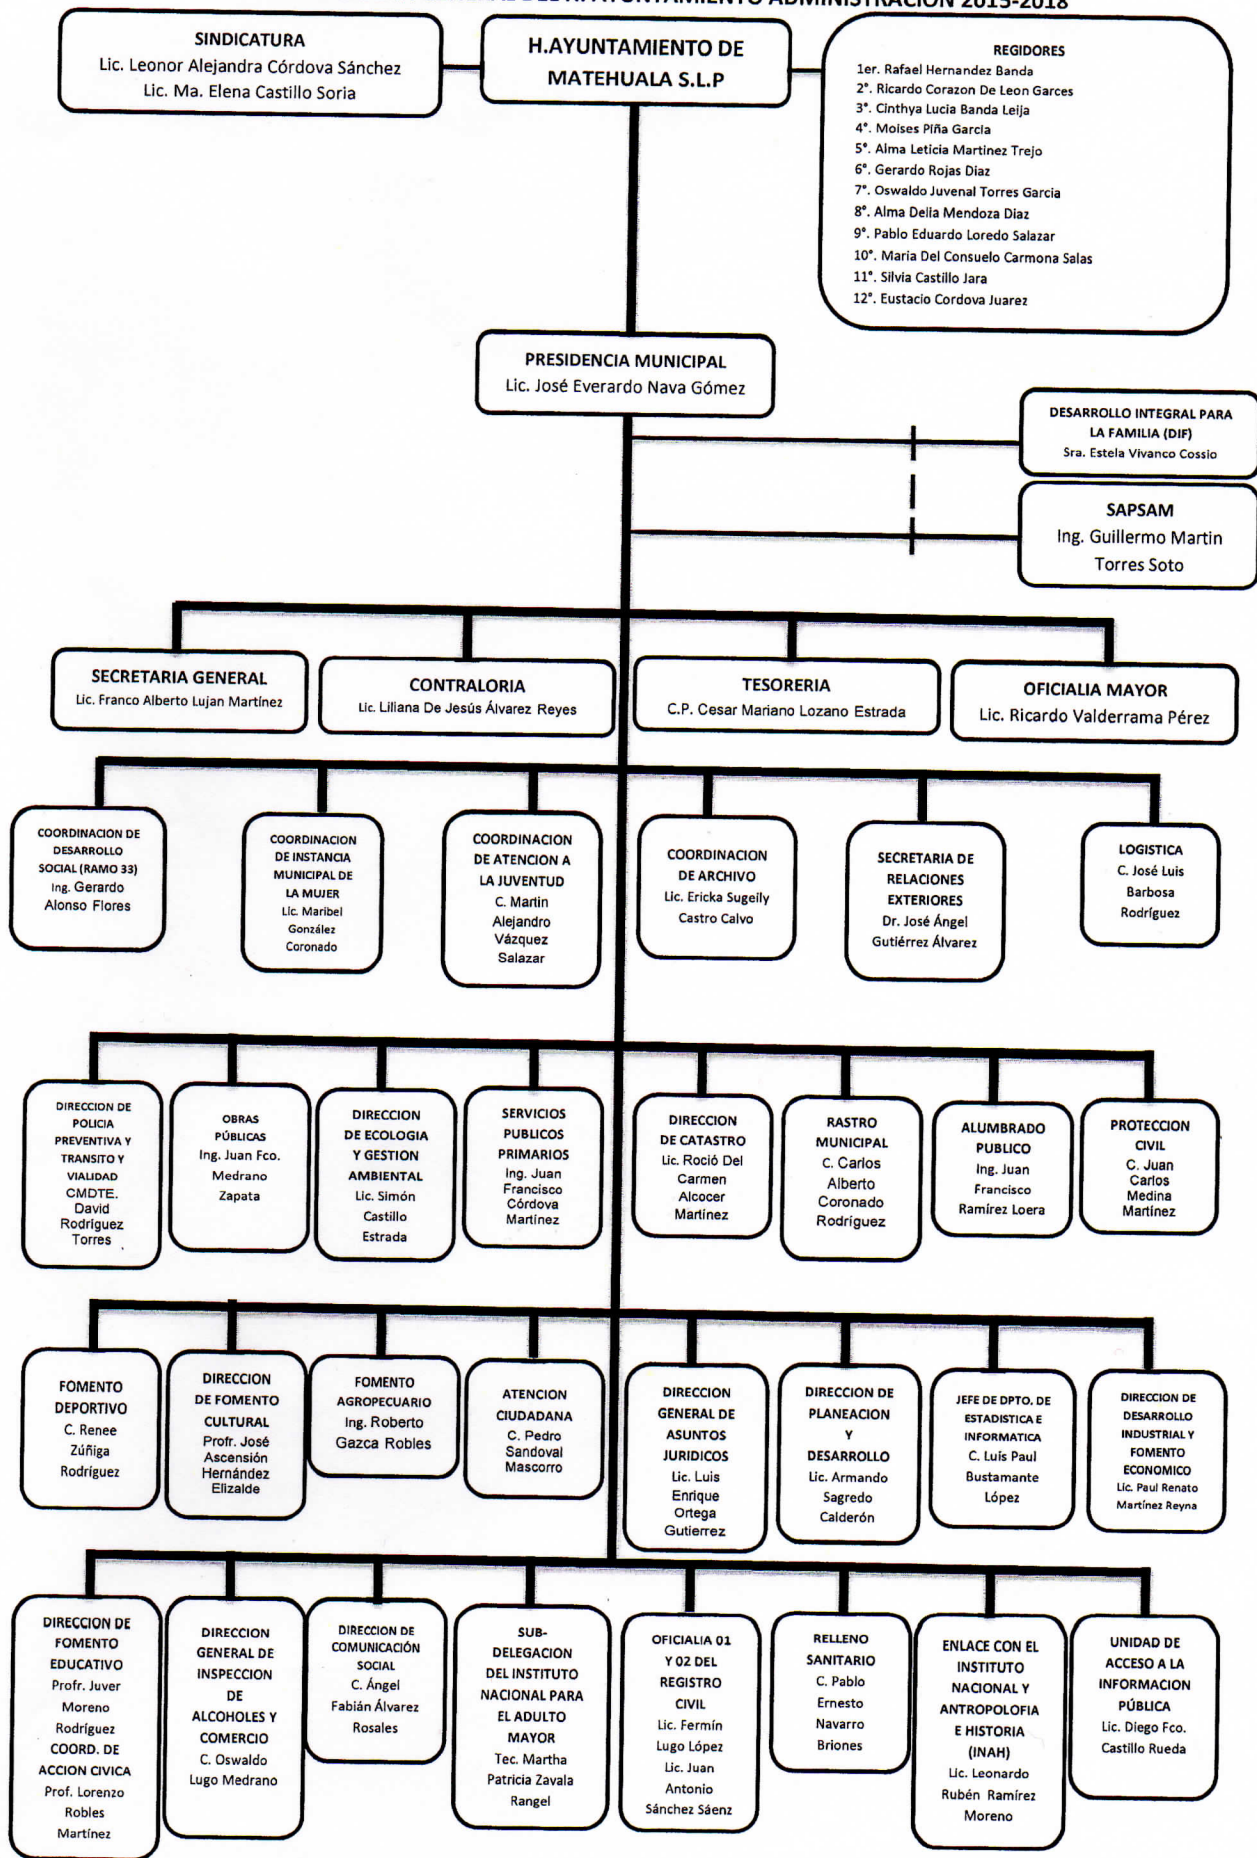 AYUNTAMIENTO ADMINISTRACION 2015-2018
SINDICATURA
Lic. Leonor Alejandra Córdova Sánchez
Lic. Ma. Elena Castillo Soria
H.AYUNTAMIENTO DE
MATEHUALA S.L.P
REGIDORES
1er. Rafael Hernandez Banda
2°. Ricardo Corazon De Leon Garces
3°. Cinthya Lucia Banda Leija
4°. Moises Piña Garcia
5°. Alma Leticia Martinez Trejo
6°. Gerardo Rojas Diaz
7°. Oswaldo Juvenal Torres Garcia
8°. Alma Delia Mendoza Diaz
9°. Pablo Eduardo Loredo Salazar
10°. Maria Del Consuelo Carmona Salas
11°. Silvia Castillo Jara
12°. Eustacio Cordova Juarez
PRESIDENCIA MUNICIPAL
Lic. José Everardo Nava Gómez
DESARROLLO INTEGRAL PARA
LA FAMILIA (DIF)
Sra. Estela Vivanco Cossio
SAPSAM
Ing. Guillermo Martin
Torres Soto
SECRETARIA GENERAL
Lic. Franco Alberto Lujan Martínez
CONTRALORIA
Lic. Liliana De Jesús Álvarez Reyes
TESORERIA
C.P. Cesar Mariano Lozano Estrada
OFICIALIA MAYOR
Lic. Ricardo Valderrama Pérez
COORDINACION DE
DESARROLLO
SOCIAL (RAMO 33)
Ing. Gerardo
Alonso Flores
COORDINACION
DE INSTANCIA
MUNICIPAL DE
LA MUJER
Lic. Maribel
González
Coronado
COORDINACION
DE ATENCION A
LA JUVENTUD
C. Martin
Alejandro
Vázquez
Salazar
COORDINACION
DE ARCHIVO
Lic. Ericka Sugeily
Castro Calvo
SECRETARIA DE
RELACIONES
EXTERIORES
Dr. José Ángel
Gutiérrez Álvarez
LOGISTICA
C. José Luis
Barbosa
Rodríguez
DIRECCION DE
POLICIA
PREVENTIVA Y
TRANSITO Y
VIALIDAD
CMDTE.
David
Rodríguez
Torres
OBRAS
PÚBLICAS
Ing. Juan Fco.
Medrano
Zapata
DIRECCION
DE ECOLOGIA
Y GESTION
AMBIENTAL
Lic. Simón
Castillo
Estrada
SERVICIOS
PUBLICOS
PRIMARIOS
Ing. Juan
Francisco
Córdova
Martínez
DIRECCION
DE CATASTRO
Lic. Roció Del
Carmen
Alcocer
Martínez
RASTRO
MUNICIPAL
C. Carlos
Alberto
Coronado
Rodríguez
ALUMBRADO
PUBLICO
Ing. Juan
Francisco
Ramírez Loera
PROTECCION
CIVIL
C. Juan
Carlos
Medina
Martínez
FOMENTO
DEPORTIVO
C. Renee
Zúñiga
Rodríguez
DIRECCION
DE FOMENTO
CULTURAL
Profr. José
Ascensión
Hernández
Elizalde
FOMENTO
AGROPECUARIO
Ing. Roberto
Gazca Robles
ATENCION
CIUDADANA
C. Pedro
Sandoval
Mascorro
DIRECCION
GENERAL DE
ASUNTOS
JURIDICOS
Lic. Luis
Enrique
Ortega
Gutierrez
DIRECCION DE
PLANEACION
Y
DESARROLLO
Lic. Armando
Sagredo
Calderón
JEFE DE DPTO. DE
ESTADISTICA E
INFORMATICA
C. Luis Paul
Bustamante
López
DIRECCION DE
DESARROLLO
INDUSTRIAL Y
FOMENTO
ECONOMICO
Lic. Paul Renato
Martínez Reyna
DIRECCION DE
FOMENTO
EDUCATIVO
Profr. Juver
Moreno
Rodríguez
COORD. DE
ACCION CIVICA
Prof. Lorenzo
Robles
Martínez
DIRECCION
GENERAL DE
INSPECCION
DE
ALCOHOLES Y
COMERCIO
C. Oswaldo
Lugo Medrano
DIRECCION DE
COMUNICACIÓN
SOCIAL
C. Ángel
Fabián Álvarez
Rosales
SUB-
DELEGACION
DEL INSTITUTO
NACIONAL PARA
EL ADULTO
MAYOR
Tec. Martha
Patricia Zavala
Rangel
OFICIALIA 01
Y 02 DEL
REGISTRO
CIVIL
Lic. Fermín
Lugo López
Lic. Juan
Antonio
Sánchez Sáenz
RELLENO
SANITARIO
C. Pablo
Ernesto
Navarro
Briones
ENLACE CON EL
INSTITUTO
NACIONAL Y
ANTROPOLOFIA
E HISTORIA
(INAH)
Lic. Leonardo
Rubén Ramírez
Moreno
UNIDAD DE
ACCESO A LA
INFORMACION
PÚBLICA
Lic. Diego Fco.
Castillo Rueda